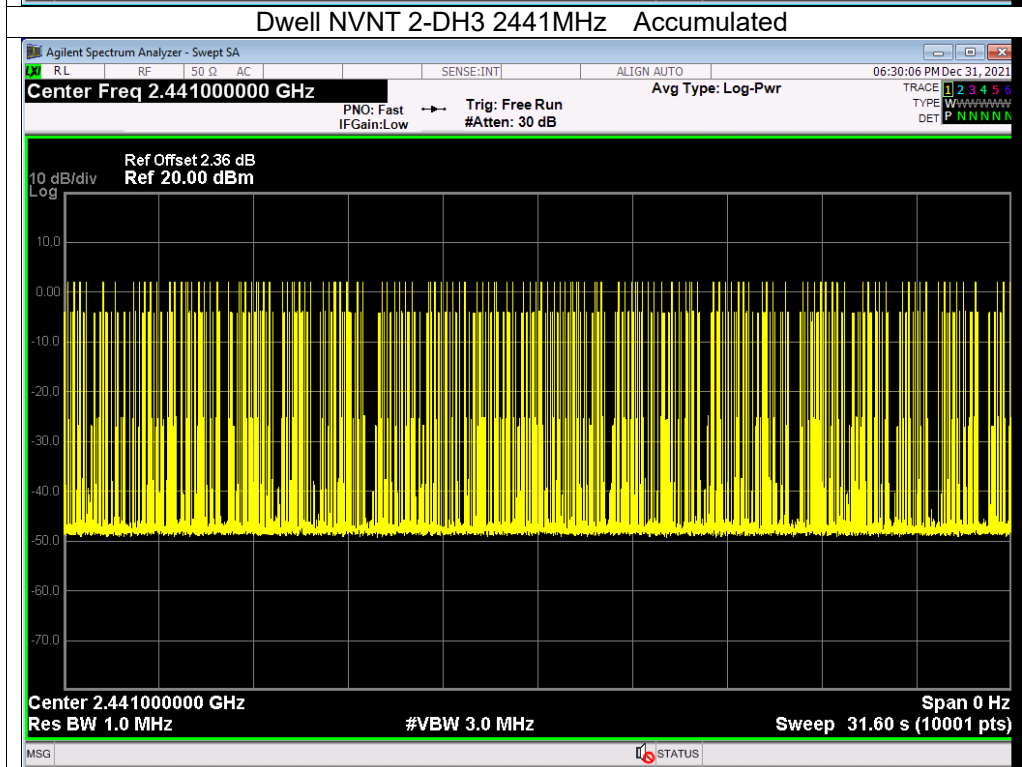 Dwell NVNT 2-DH3 2441MHz Accumulated
Agilent Spectrum Analyzer - Swept SA
LXI RL RF 50 Ω AC SENSE:INT ALIGN AUTO 06:30:06 PM Dec 31, 2021
Center Freq 2.441000000 GHz Avg Type: Log-Pwr TRACE 1 2 3 4 5 6
PNO: Fast Trig: Free Run TYPE WWWWWWW
IFGain:Low #Atten: 30 dB DET P N N N N N
Ref Offset 2.36 dB
10 dB/div Ref 20.00 dBm
Log
10.0
0.00
-10.0
-20.0
-30.0
-40.0
-50.0
-60.0
-70.0
Center 2.441000000 GHz Span 0 Hz
Res BW 1.0 MHz #VBW 3.0 MHz Sweep 31.60 s (10001 pts)
MSG STATUS